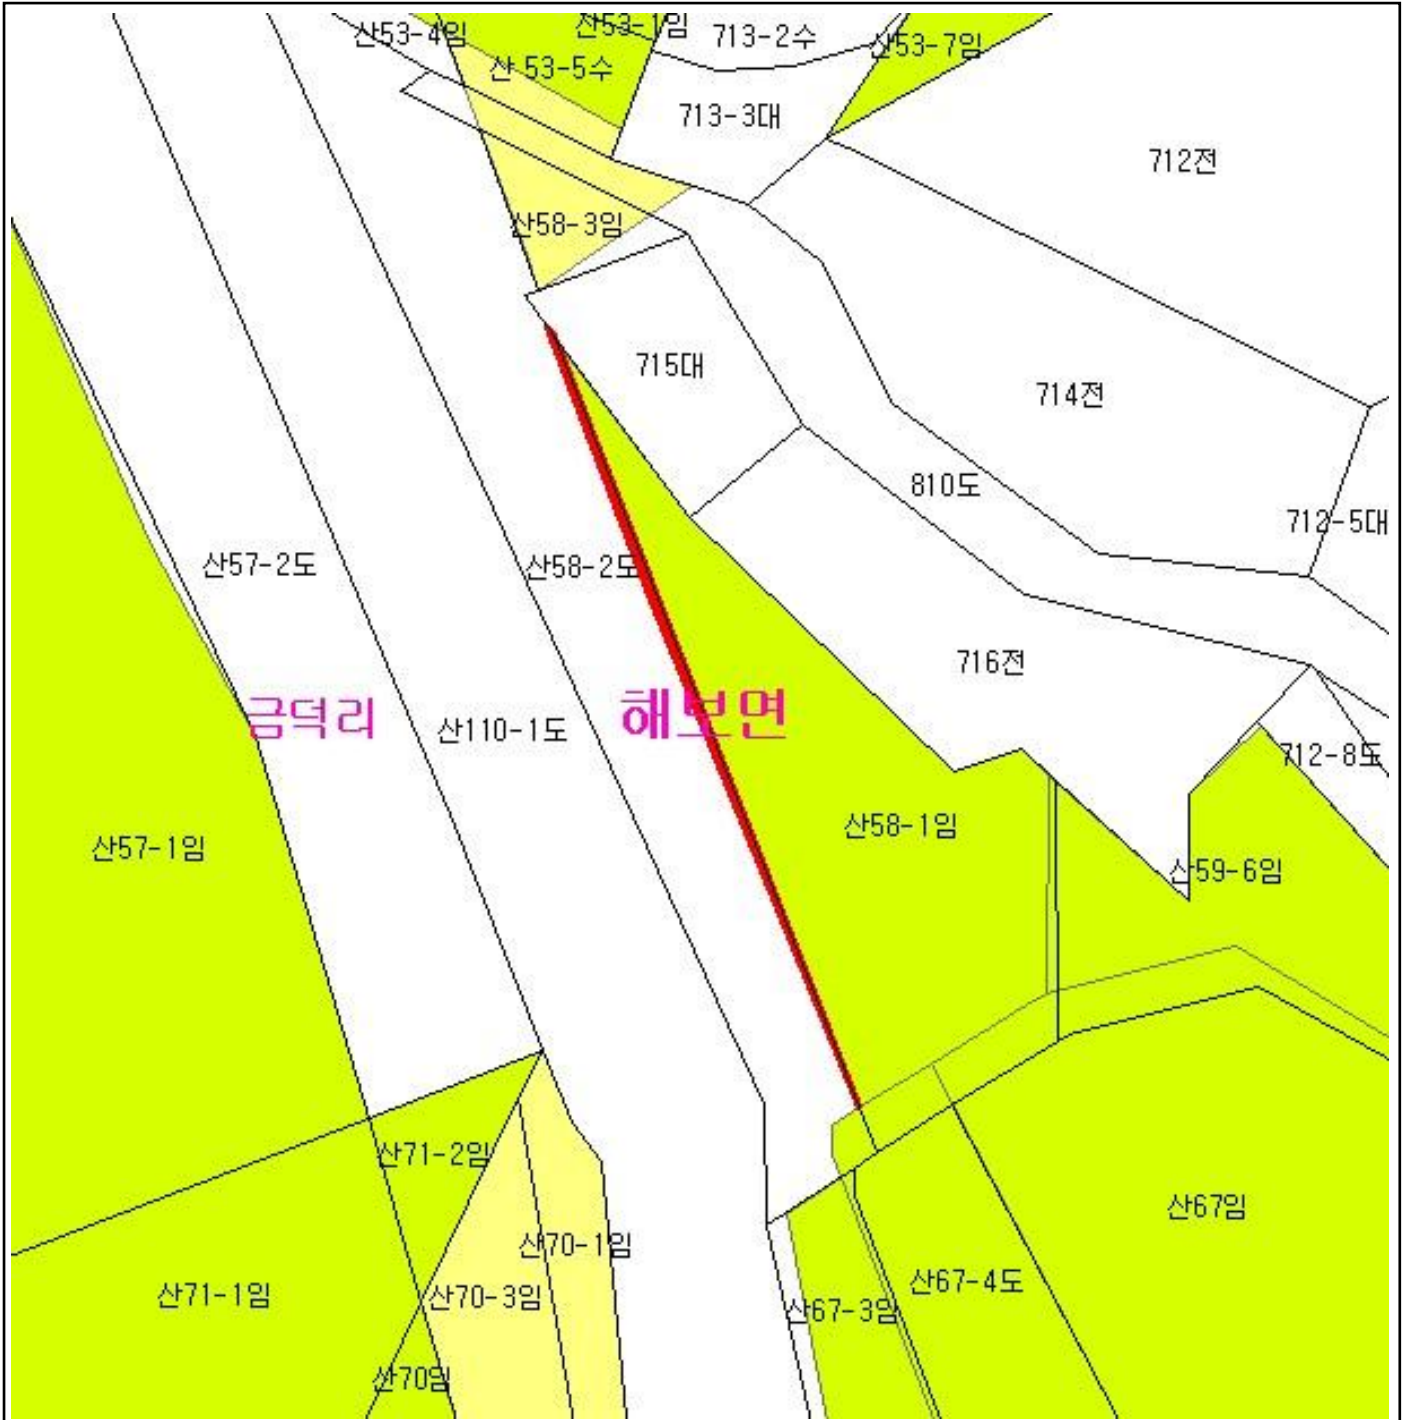 산53-4임
산53-1임
713-2수
산53-7임
산 53-5수
713-3대
712전
산58-3임
715대
714전
810도
712-5대
산57-2도
산58-2도
716전
금덕리
해보면
산110-1도
712-8도
산57-1임
산58-1임
산59-6임
산71-2임
산67임
산70-1임
산71-1임
산70-3임
산67-4도
산67-3임
산70임